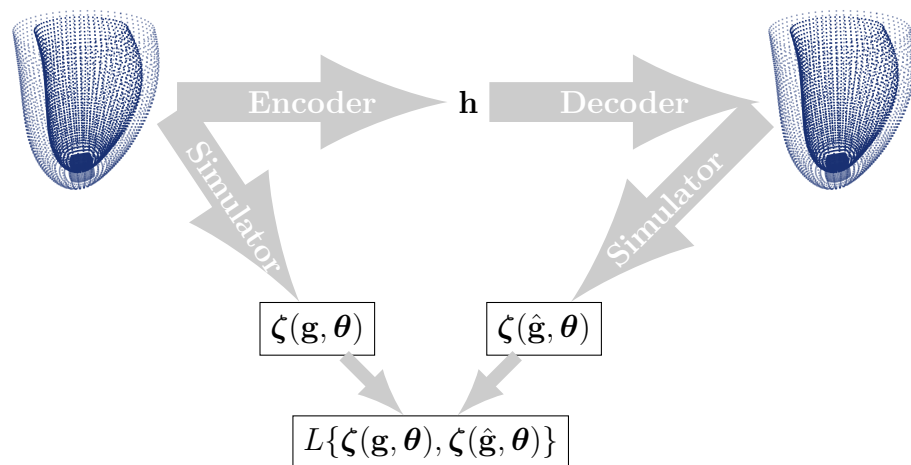 Encoder h Decoder
Simulator Simulator
ζ(g, θ) ζ(ĝ, θ)
L{ζ(g, θ), ζ(ĝ, θ)}